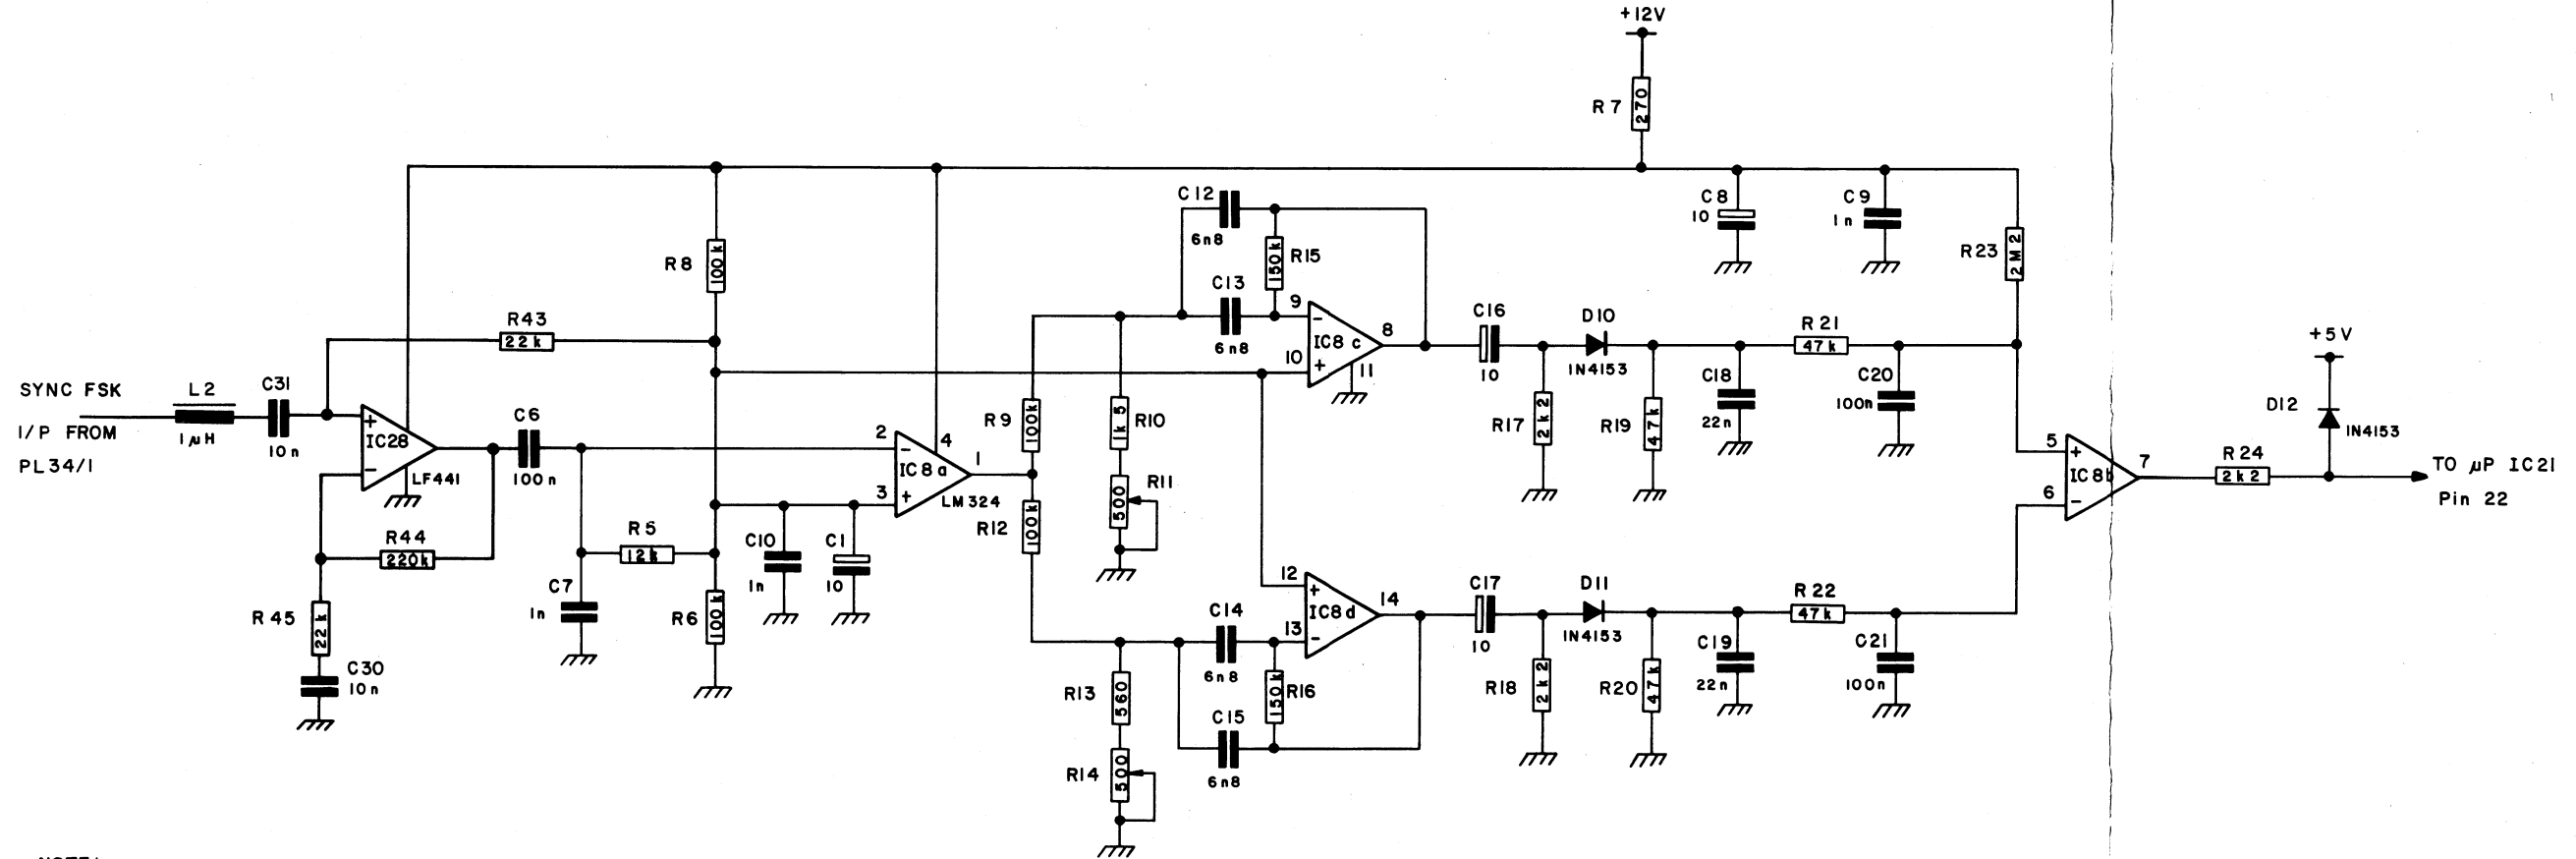 +12V
R7
270
C12
6n8
R15
150k
C13
6n8
C8
10
C9
1n
R23
2M2
R8
100k
R43
22k
SYNC FSK
I/P FROM
PL34/1
L2
1µH
C31
10n
+
IC28
−
LF441
C6
100n
R44
220k
R45
22k
C30
10n
R5
12k
C7
1n
R6
100k
C10
1n
C1
10
2
−
IC8a
4
1
3
+
LM324
R9
100k
R12
100k
R10
1k5
R11
500
9
−
IC8c
8
10
+
11
C16
10
D10
1N4153
R17
2k2
R19
47k
C18
22n
R21
47k
C20
100n
12
+
IC8d
14
13
−
C14
6n8
R16
150k
C15
6n8
R13
560
R14
500
C17
10
D11
1N4153
R18
2k2
R20
47k
C19
22n
R22
47k
C21
100n
5
+
IC8b
7
6
−
R24
2k2
+5V
D12
1N4153
TO µP IC21
Pin 22